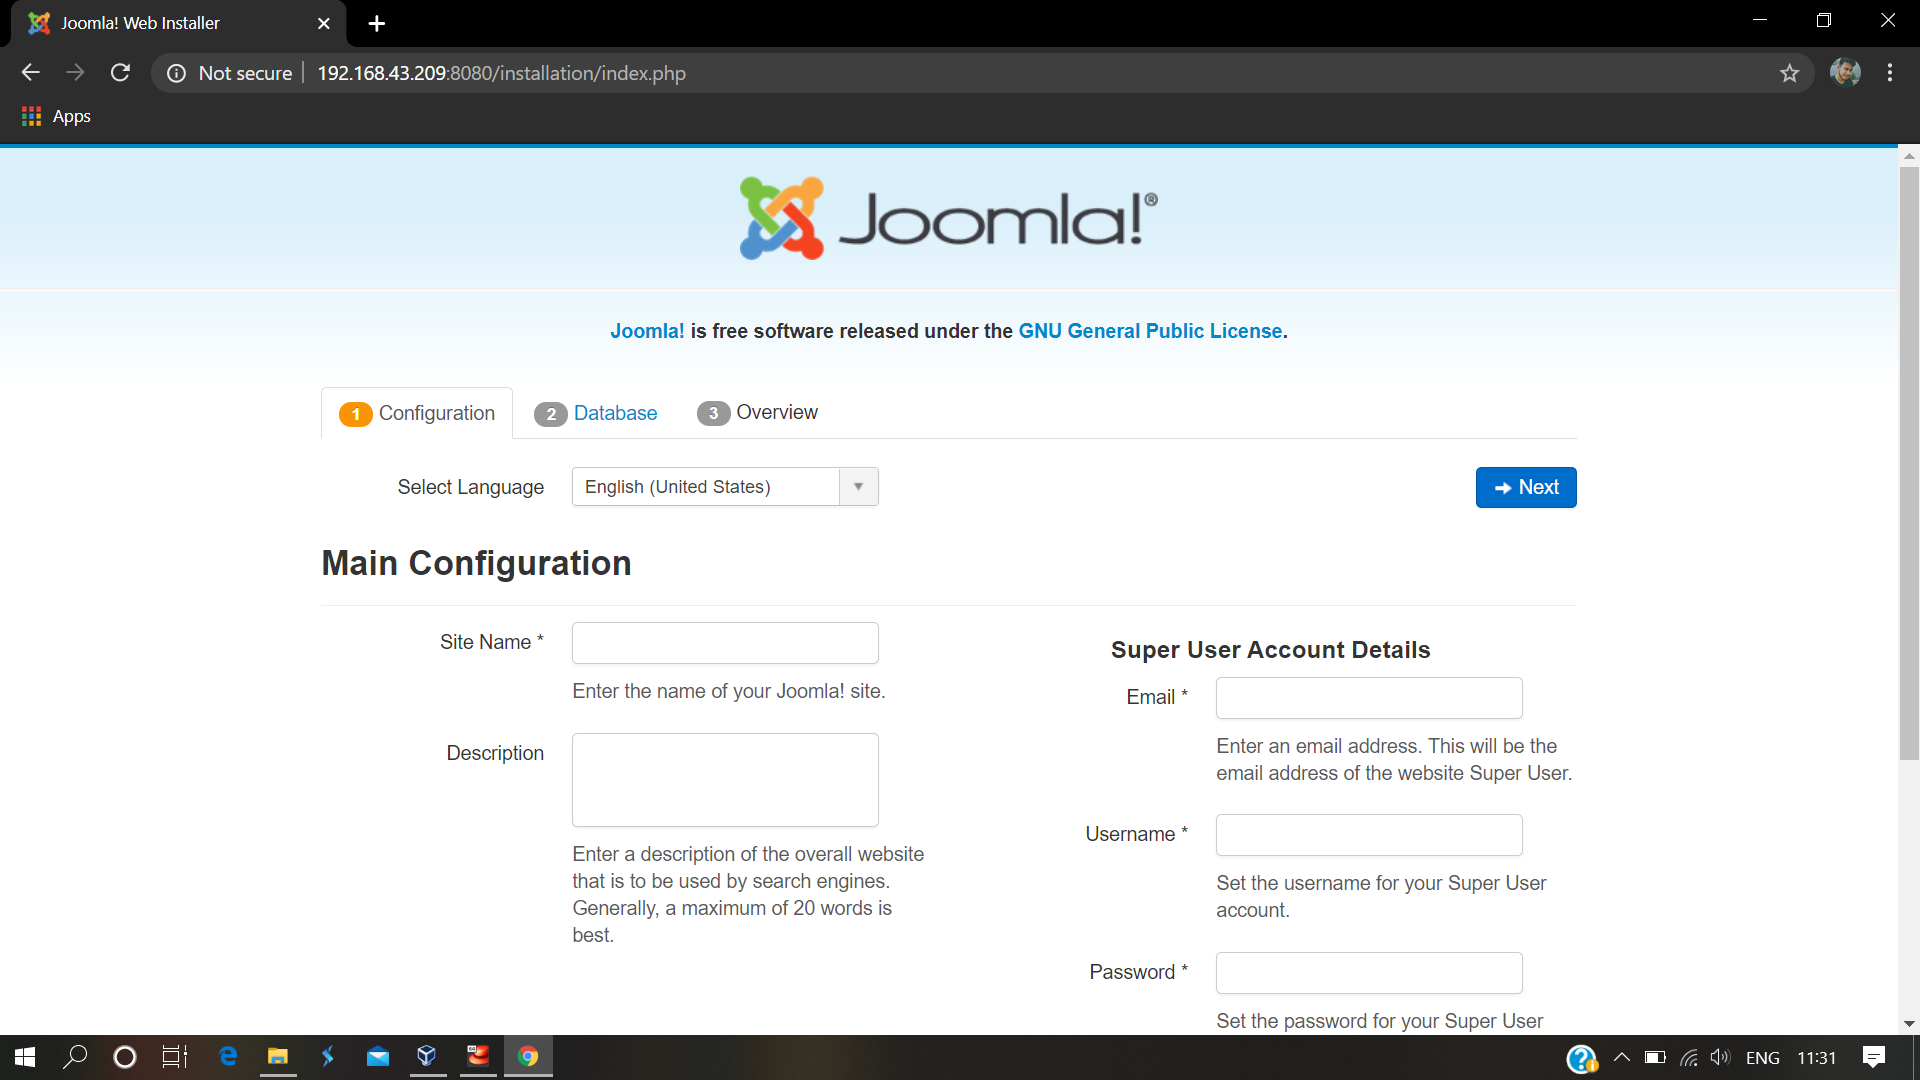 Joomla! Web Installer
Not secure
192.168.43.209:8080/installation/index.php
Apps
Joomla!®
Joomla! is free software released under the GNU General Public License.
1 Configuration
2 Database
3 Overview
Select Language
English (United States)
Next
Main Configuration
Site Name *
Enter the name of your Joomla! site.
Description
Enter a description of the overall website
that is to be used by search engines.
Generally, a maximum of 20 words is
best.
Super User Account Details
Email *
Enter an email address. This will be the
email address of the website Super User.
Username *
Set the username for your Super User
account.
Password *
Set the password for your Super User
ENG
11:31